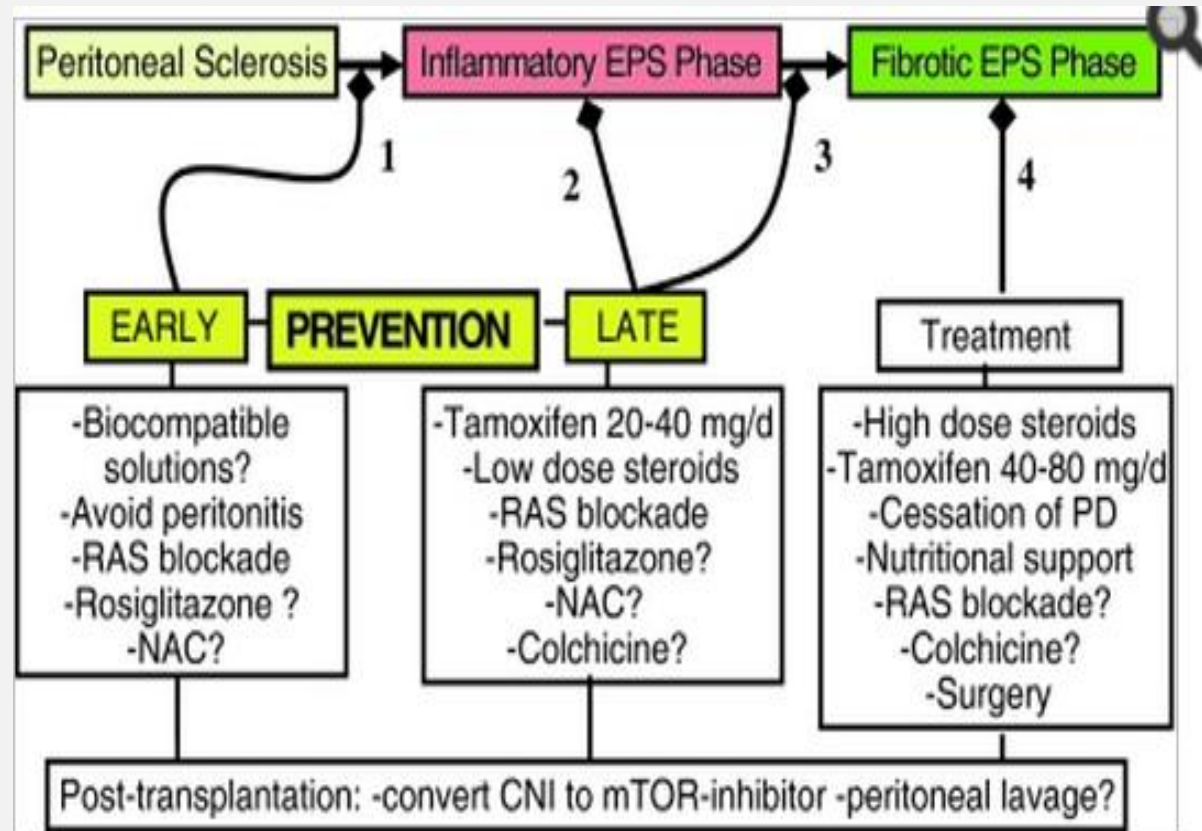 Peritoneal Sclerosis
Inflammatory EPS Phase
Fibrotic EPS Phase
1
2
3
4
EARLY
PREVENTION
LATE
Treatment
-Biocompatible
solutions?
-Avoid peritonitis
-RAS blockade
-Rosiglitazone ?
-NAC?
-Tamoxifen 20-40 mg/d
-Low dose steroids
-RAS blockade
-Rosiglitazone?
-NAC?
-Colchicine?
-High dose steroids
-Tamoxifen 40-80 mg/d
-Cessation of PD
-Nutritional support
-RAS blockade?
-Colchicine?
-Surgery
Post-transplantation: -convert CNI to mTOR-inhibitor -peritoneal lavage?